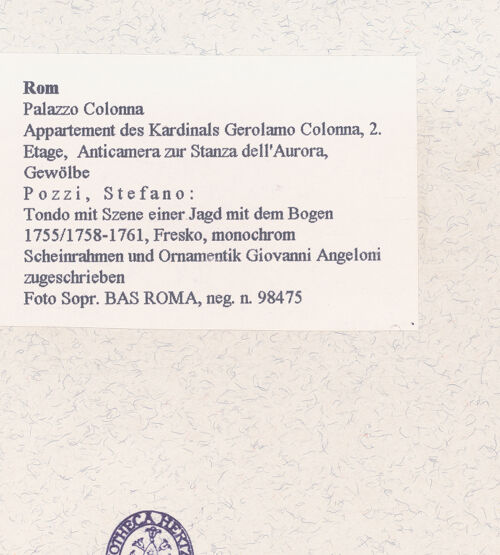 Rom
Palazzo Colonna
Appartement des Kardinals Gerolamo Colonna, 2.
Etage, Anticamera zur Stanza dell'Aurora,
Gewölbe
Pozzi, Stefano:
Tondo mit Szene einer Jagd mit dem Bogen
1755/1758-1761, Fresko, monochrom
Scheinrahmen und Ornamentik Giovanni Angeloni
zugeschrieben
Foto Sopr. BAS ROMA, neg. n. 98475
OTHECA HERTZ